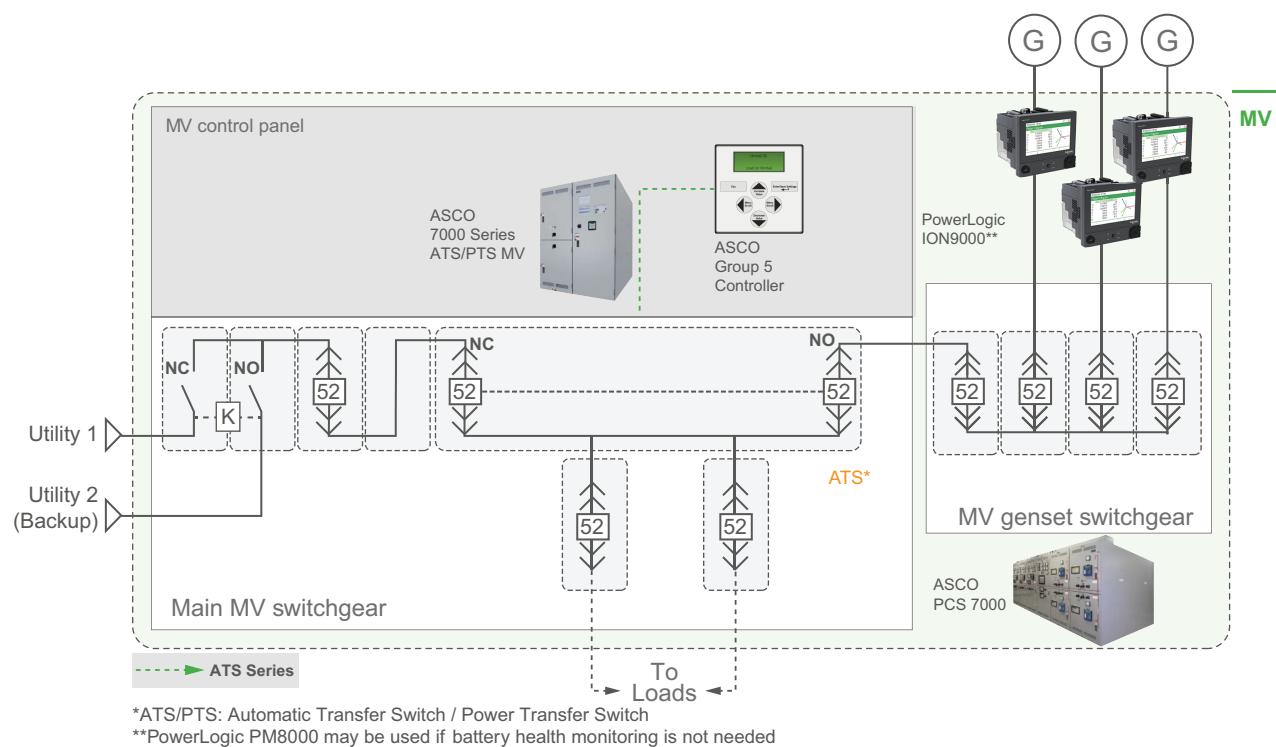 G
G
G
MV
MV control panel
ASCO
7000 Series
ATS/PTS MV
ASCO
Group 5
Controller
PowerLogic
ION9000**
NC
NO
NC
NO
52
52
52
52
52
52
52
K
Utility 1
Utility 2
(Backup)
ATS*
52
52
MV genset switchgear
Main MV switchgear
ASCO
PCS 7000
ATS Series
To
Loads
*ATS/PTS: Automatic Transfer Switch / Power Transfer Switch
**PowerLogic PM8000 may be used if battery health monitoring is not needed